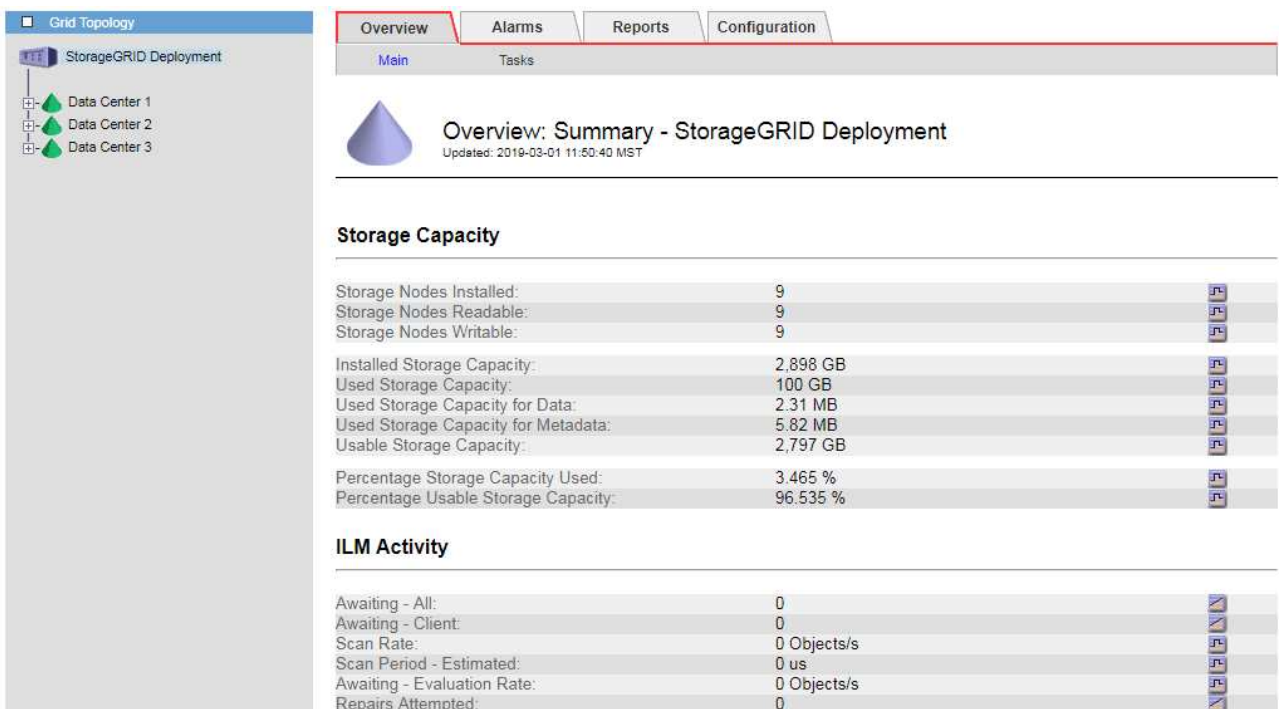 Grid Topology
StorageGRID Deployment
Data Center 1
Data Center 2
Data Center 3
Overview Alarms Reports Configuration
Main Tasks
Overview: Summary - StorageGRID Deployment
Updated: 2019-03-01 11:50:40 MST
Storage Capacity
Storage Nodes Installed: 9
Storage Nodes Readable: 9
Storage Nodes Writable: 9
Installed Storage Capacity: 2,898 GB
Used Storage Capacity: 100 GB
Used Storage Capacity for Data: 2.31 MB
Used Storage Capacity for Metadata: 5.82 MB
Usable Storage Capacity: 2,797 GB
Percentage Storage Capacity Used: 3.465 %
Percentage Usable Storage Capacity: 96.535 %
ILM Activity
Awaiting - All: 0
Awaiting - Client: 0
Scan Rate: 0 Objects/s
Scan Period - Estimated: 0 us
Awaiting - Evaluation Rate: 0 Objects/s
Repairs Attempted: 0